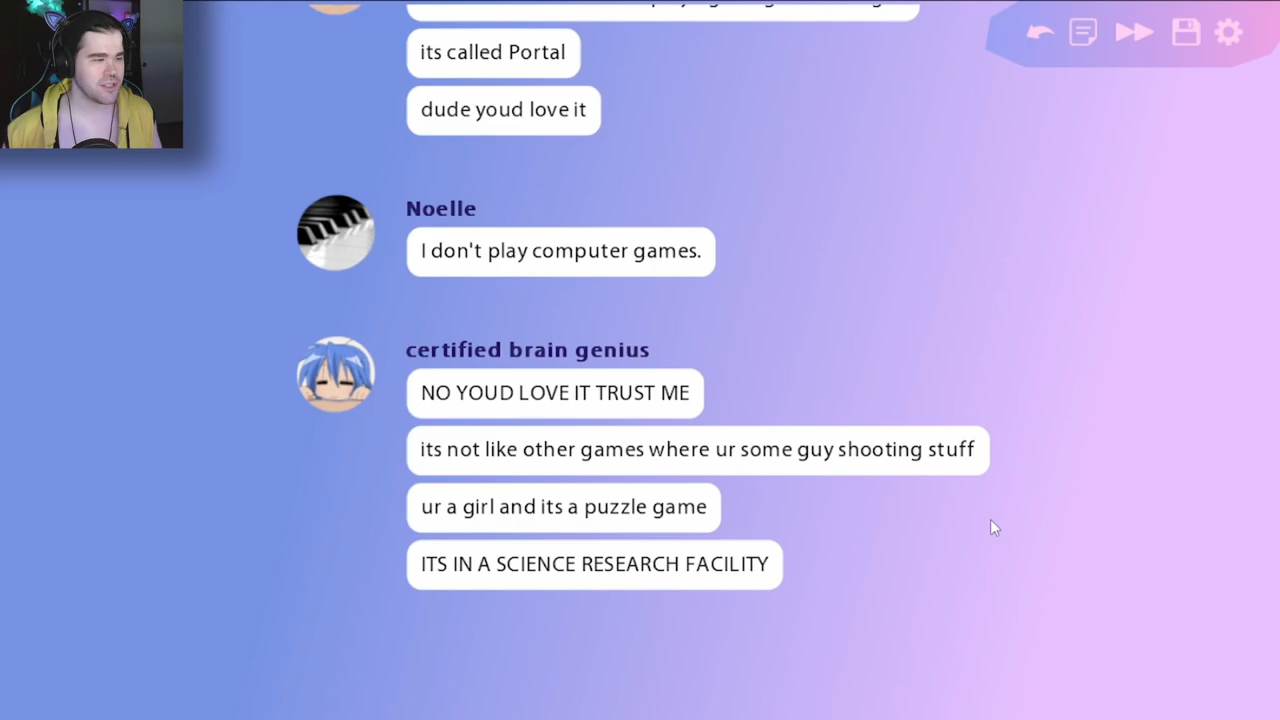 its called Portal
dude youd love it
Noelle
I don't play computer games.
certified brain genius
NO YOUD LOVE IT TRUST ME
its not like other games where ur some guy shooting stuff
ur a girl and its a puzzle game
ITS IN A SCIENCE RESEARCH FACILITY